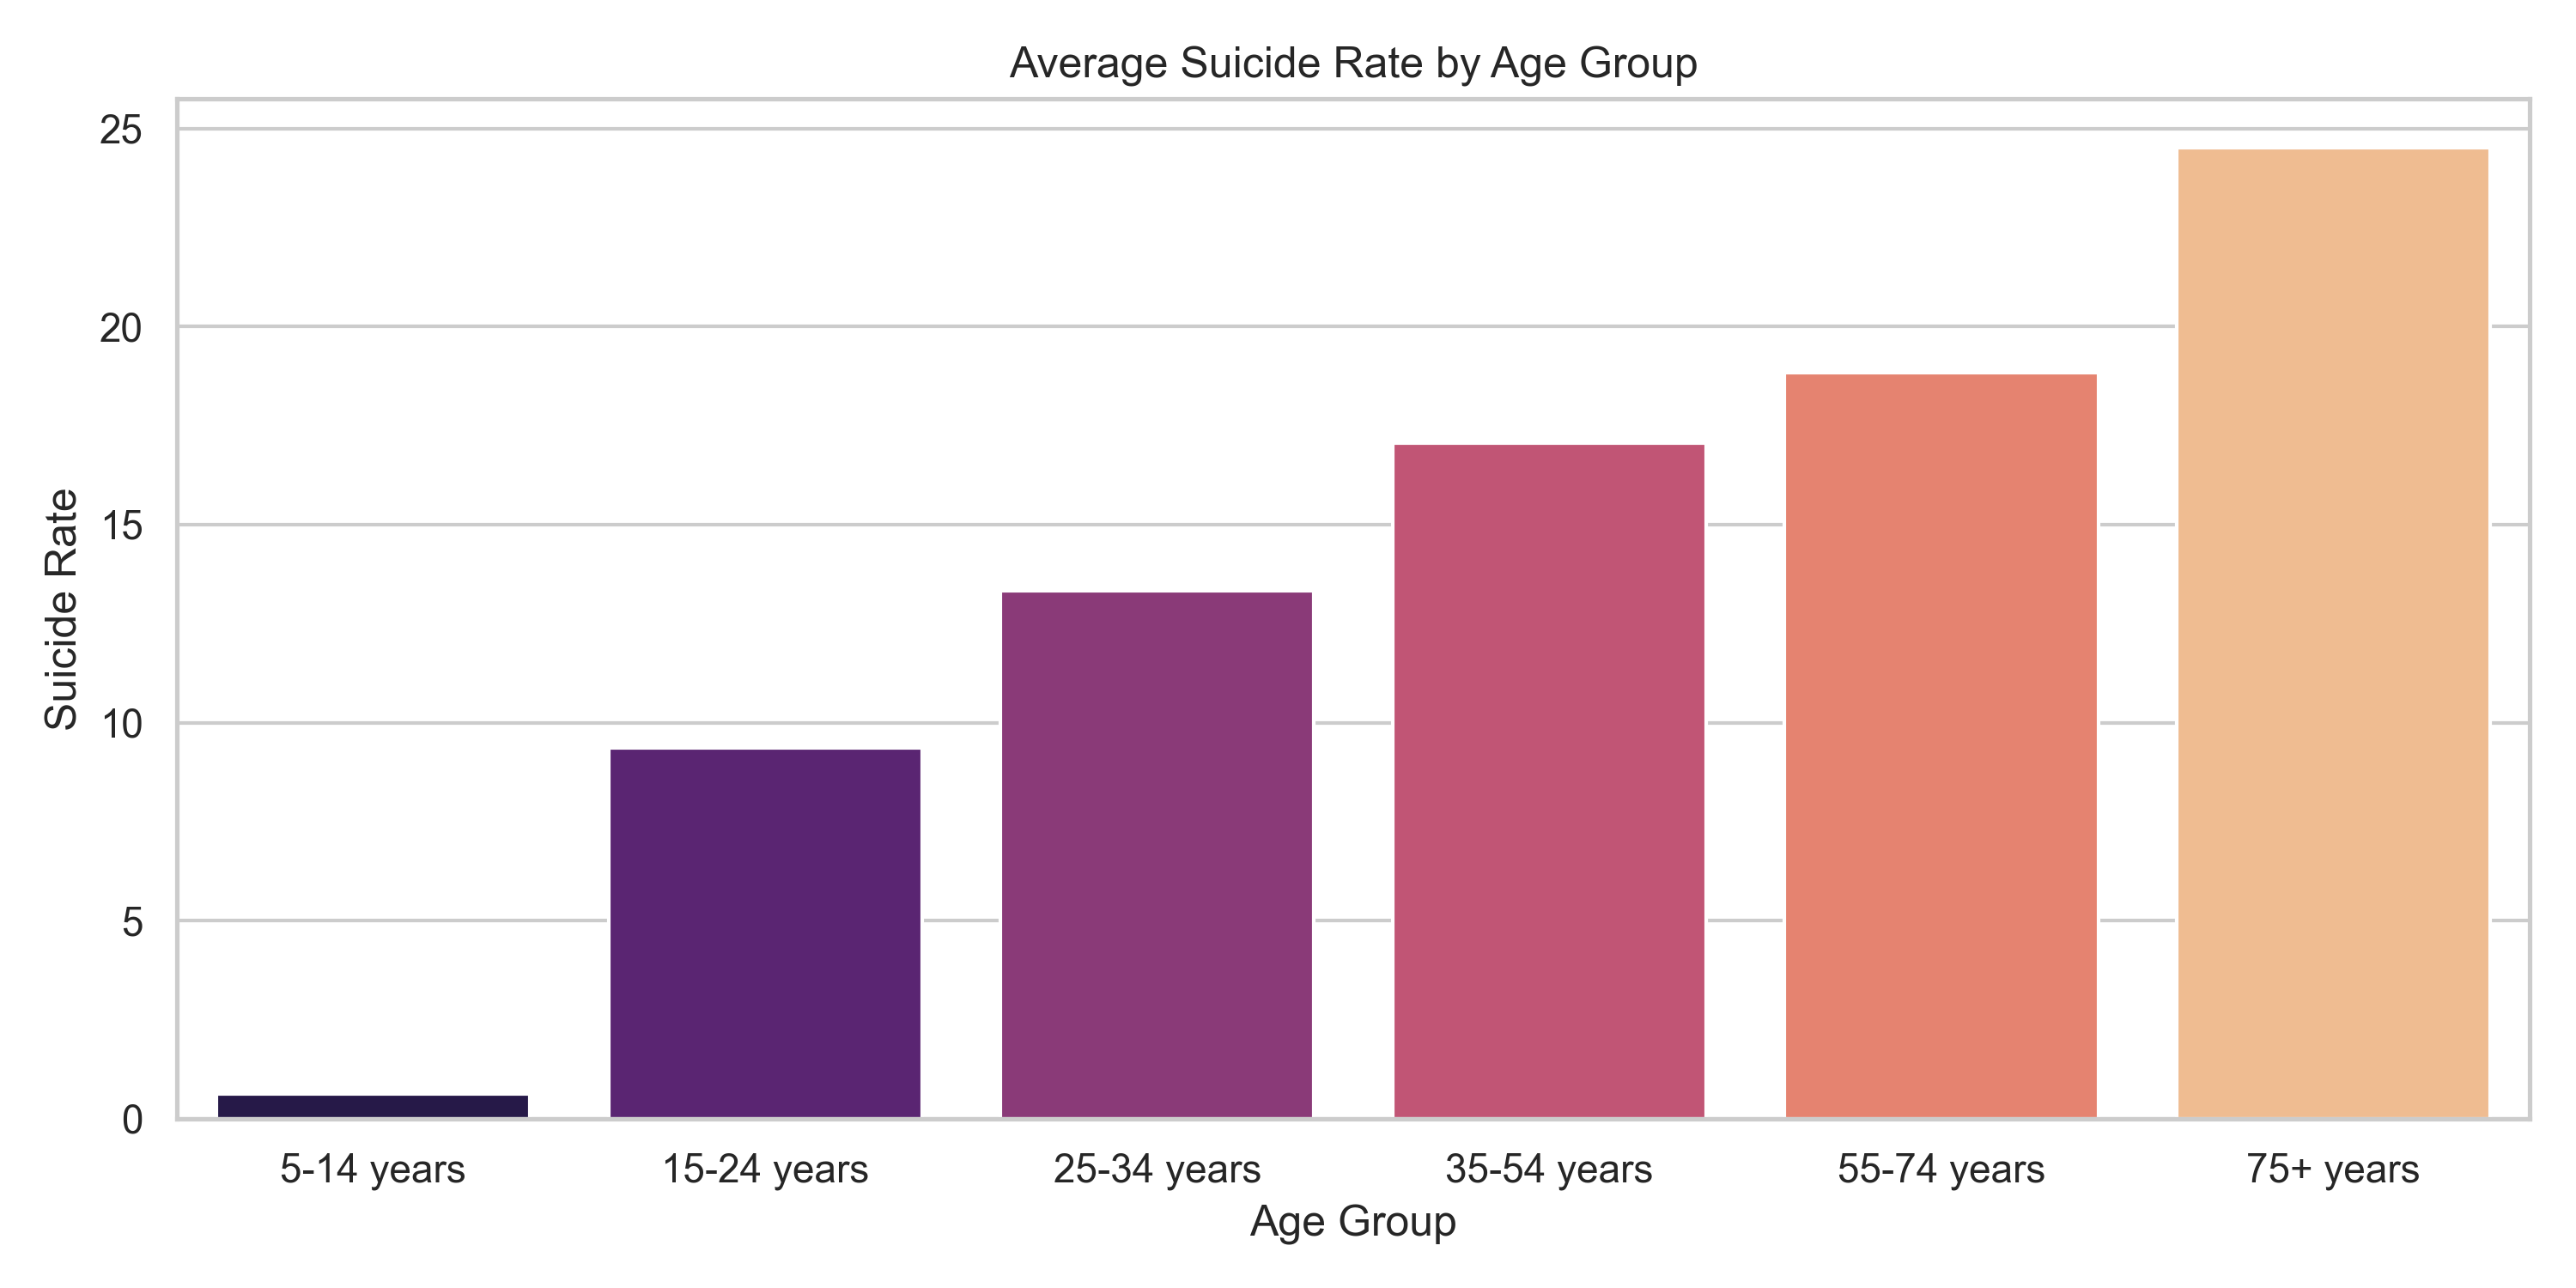 Average Suicide Rate by Age Group
25
20
15
10
5
0
Suicide Rate
5-14 years
15-24 years
25-34 years
35-54 years
55-74 years
75+ years
Age Group